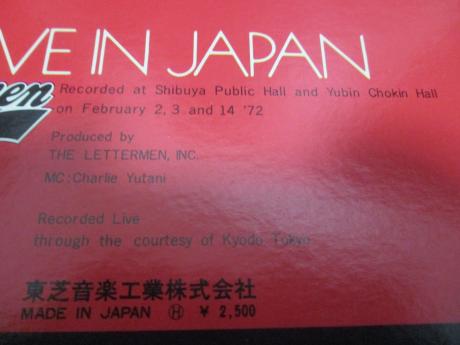 VE IN JAPAN
men
Recorded at Shibuya Public Hall and Yubin Chokin Hall
on February 2, 3 and 14 '72
Produced by
THE LETTERMEN, INC.
MC: Charlie Yutani
Recorded Live
through the courtesy of Kyodo Tokyo
東芝音楽工業株式会社
MADE IN JAPAN Ⓗ ¥ 2,500